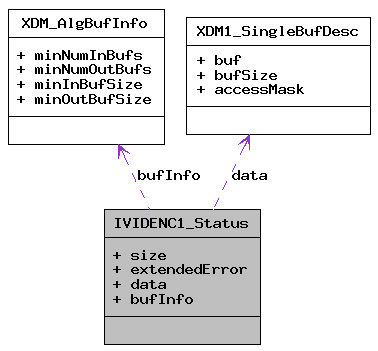 XDM_AlgBufInfo
+ minNumInBufs
+ minNumOutBufs
+ minInBufSize
+ minOutBufSize
XDM1_SingleBufDesc
+ buf
+ bufSize
+ accessMask
bufInfo
data
IVIDENC1_Status
+ size
+ extendedError
+ data
+ bufInfo